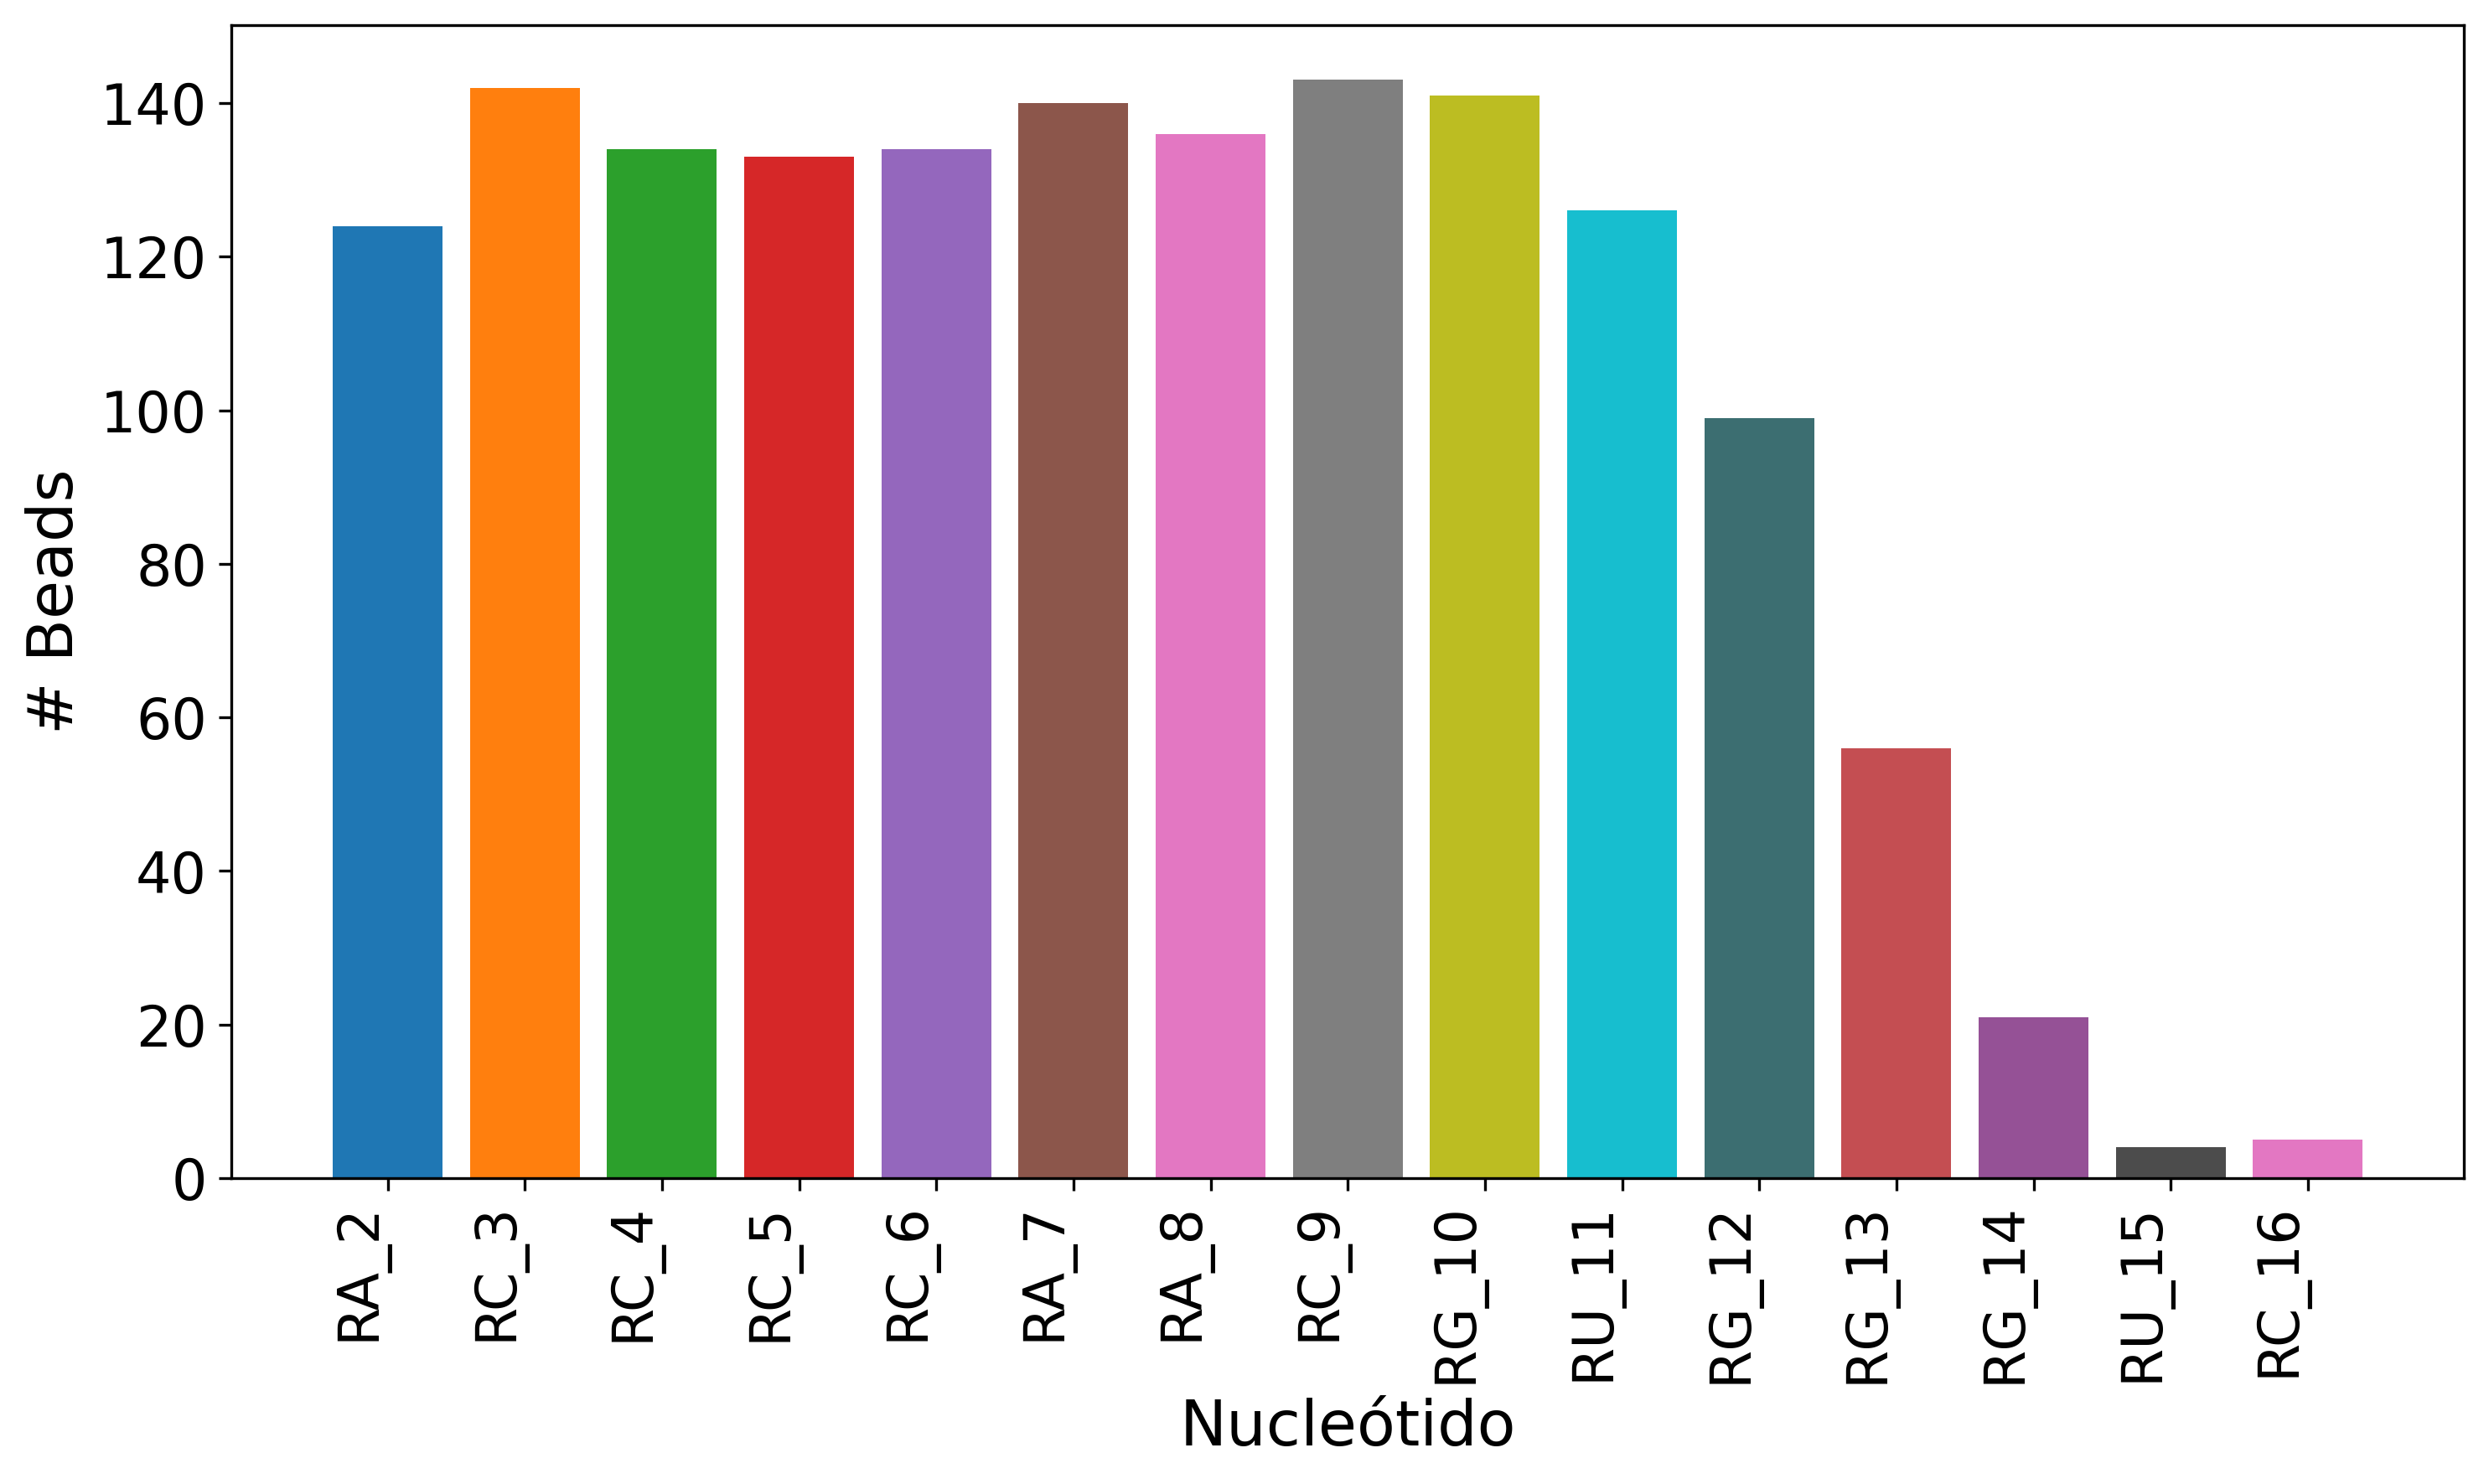 140
120
100
80
60
40
20
0
# Beads
RA_2
RC_3
RC_4
RC_5
RC_6
RA_7
RA_8
RC_9
RG_10
RU_11
RG_12
RG_13
RG_14
RU_15
RC_16
Nucleótido